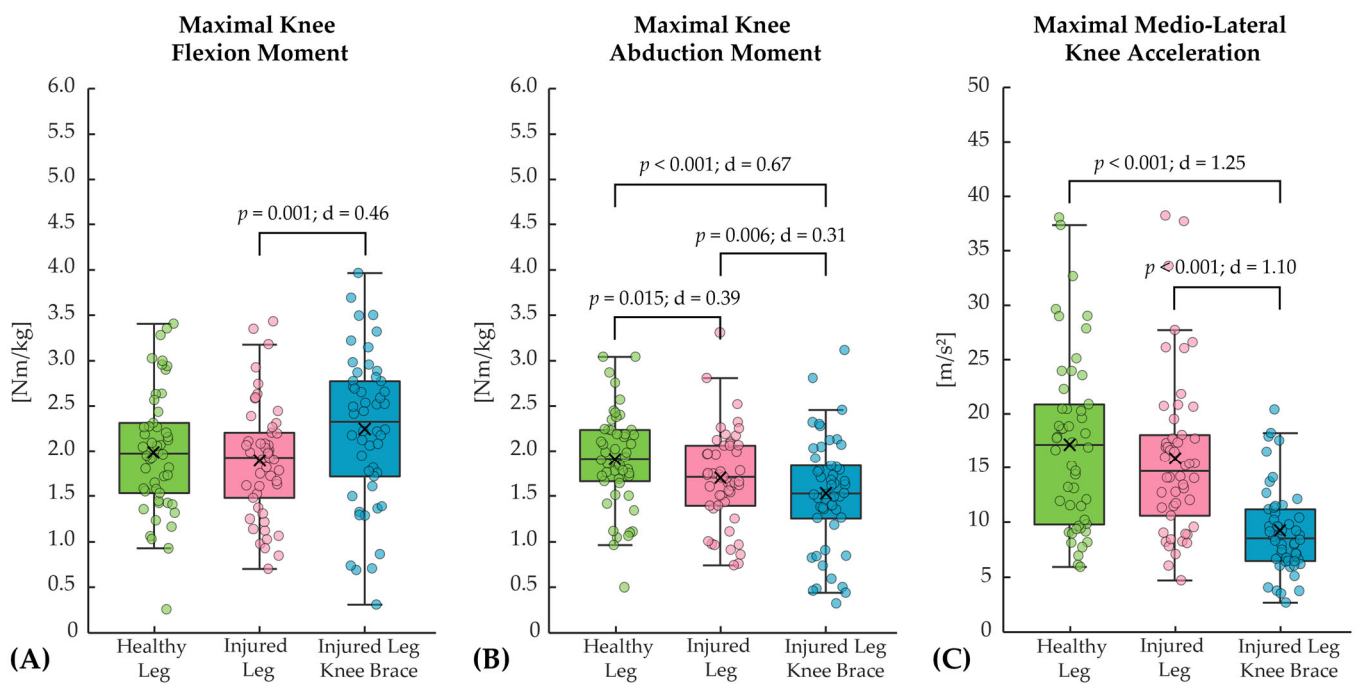 Maximal Knee
Flexion Moment
6.0
5.5
5.0
4.5
4.0
3.5
3.0
2.5
2.0
1.5
1.0
0.5
0
[Nm/kg]
p = 0.001; d = 0.46
Healthy
Leg
Injured
Leg
Injured Leg
Knee Brace
(A)
Maximal Knee
Abduction Moment
6.0
5.5
5.0
4.5
4.0
3.5
3.0
2.5
2.0
1.5
1.0
0.5
0
[Nm/kg]
p < 0.001; d = 0.67
p = 0.006; d = 0.31
p = 0.015; d = 0.39
Healthy
Leg
Injured
Leg
Injured Leg
Knee Brace
(B)
Maximal Medio-Lateral
Knee Acceleration
50
45
40
35
30
25
20
15
10
5
0
[m/s²]
p < 0.001; d = 1.25
p < 0.001; d = 1.10
Healthy
Leg
Injured
Leg
Injured Leg
Knee Brace
(C)